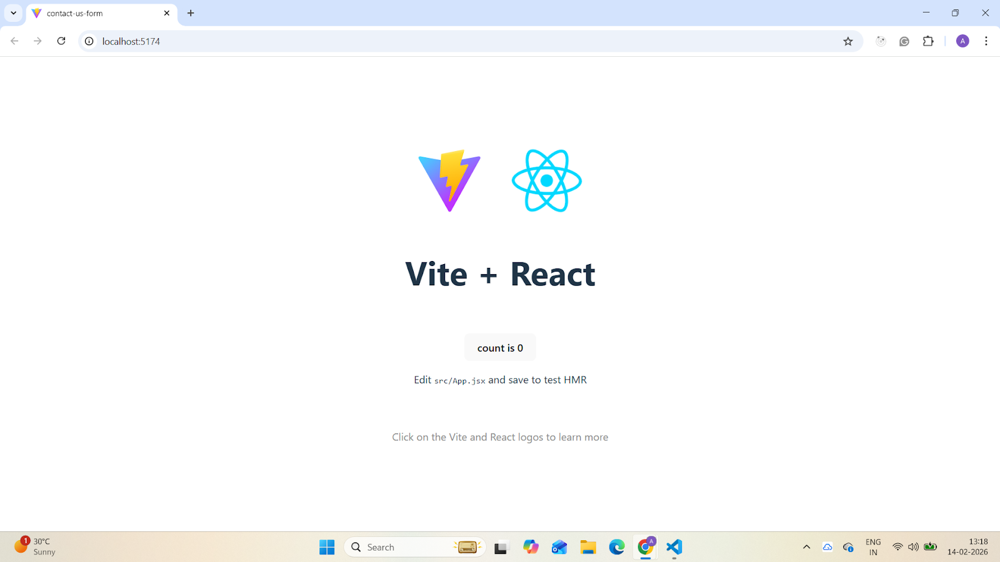 contact-us-form
localhost:5174
A
Vite + React
count is 0
Edit src/App.jsx and save to test HMR
Click on the Vite and React logos to learn more
1
30°C
Sunny
Search
A
ENG
IN
13:18
14-02-2026